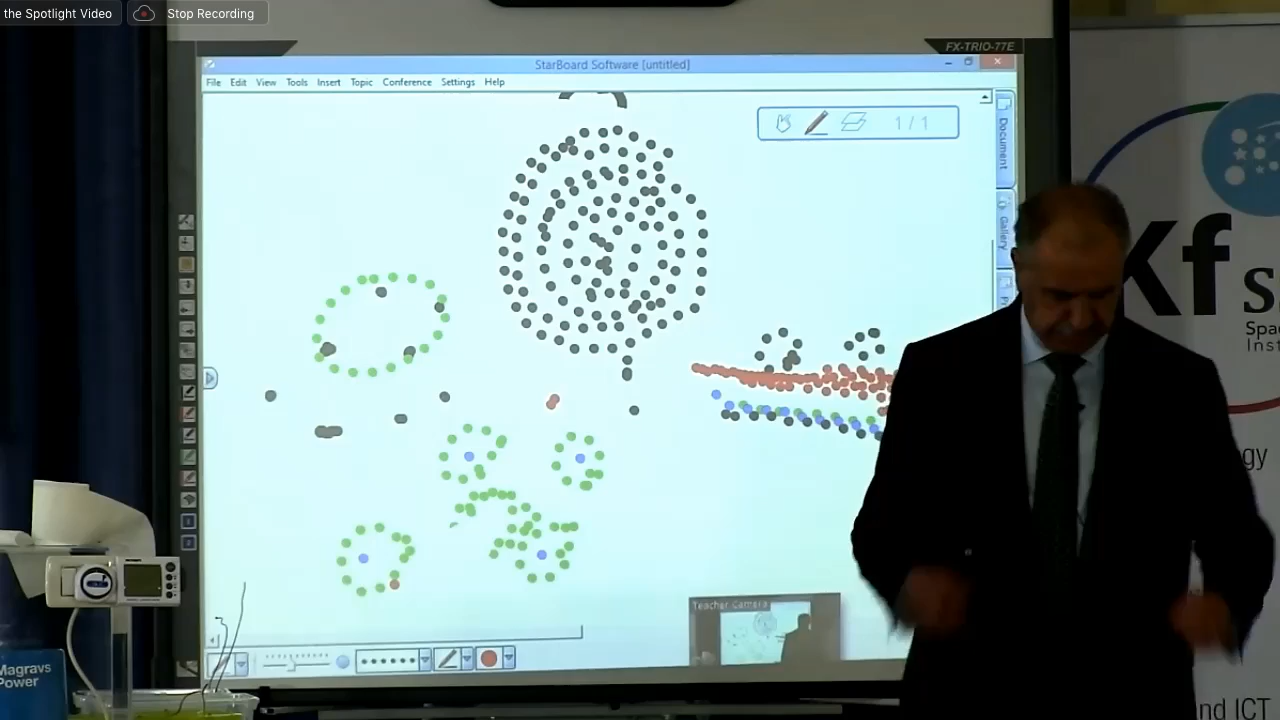 the Spotlight Video
Stop Recording
FX-TRIO-77E
StarBoard Software [untitled]
File Edit View Tools Insert Topic Conference Settings Help
1 / 1
Document
Gallery
Kf s
Spa
Inst
gy
Teacher Camera
Magravs
Power
nd ICT